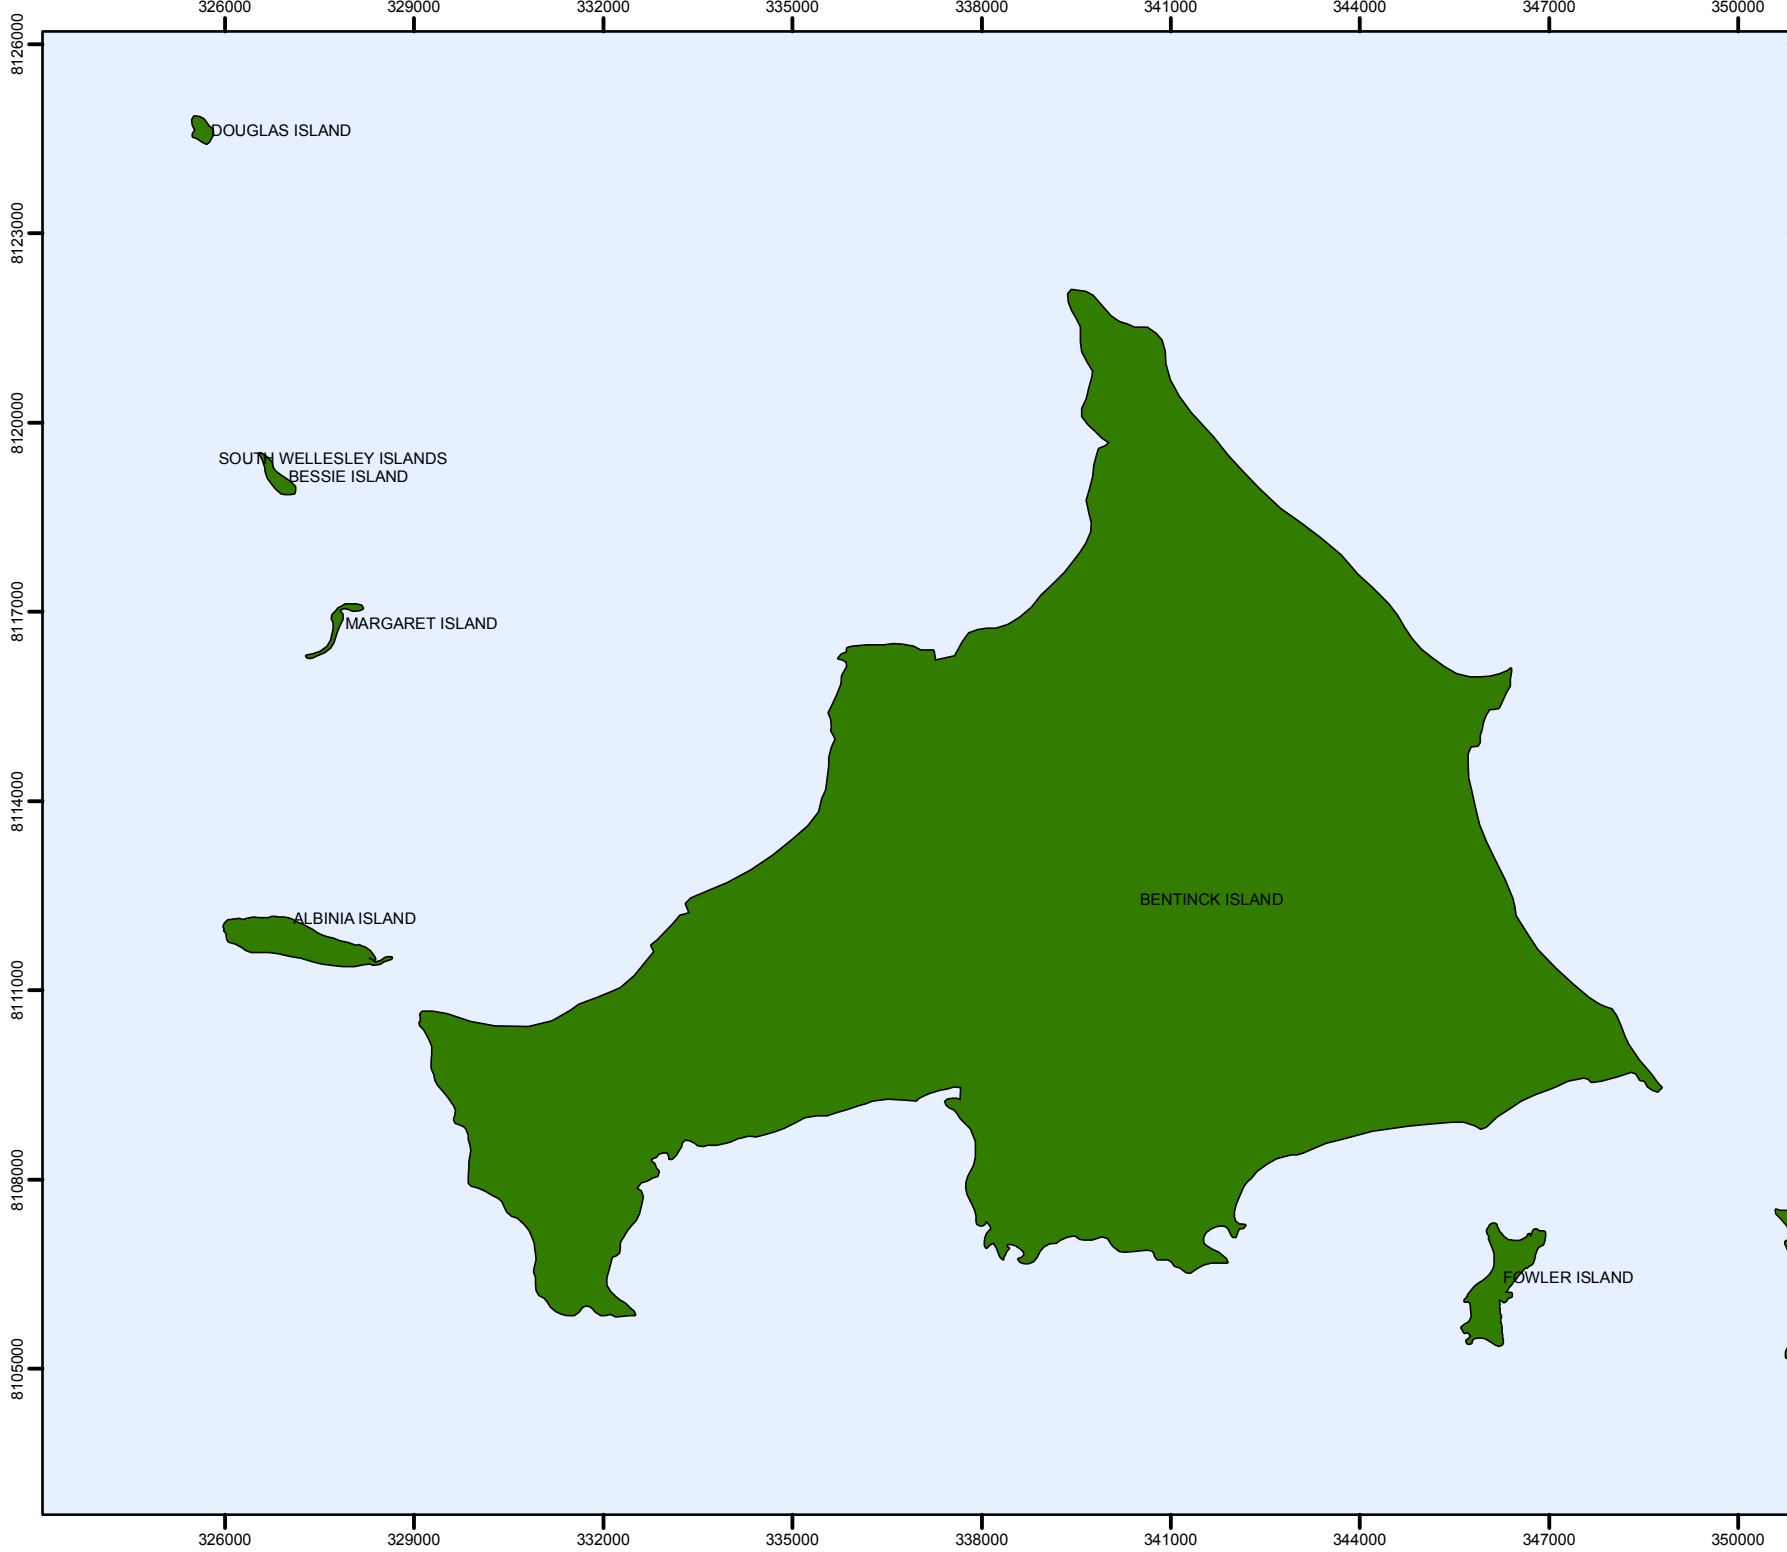 326000 329000 332000 335000 338000 341000 344000 347000 350000
8126000
DOUGLAS ISLAND
8123000
8120000
SOUTH WELLESLEY ISLANDS
BESSIE ISLAND
8117000
MARGARET ISLAND
8114000
BENTINCK ISLAND
ALBINIA ISLAND
8111000
8108000
FOWLER ISLAND
8105000
326000 329000 332000 335000 338000 341000 344000 347000 350000